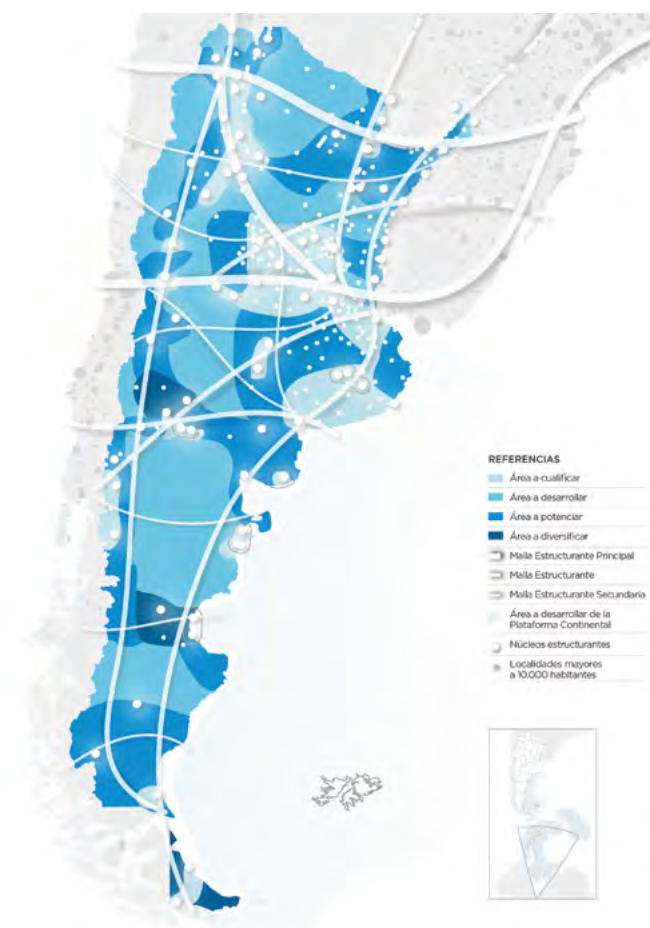 REFERENCIAS
Área a cualificar
Área a desarrollar
Área a potenciar
Área a diversificar
Malla Estructurante Principal
Malla Estructurante
Malla Estructurante Secundaria
Área a desarrollar de la
Plataforma Continental
Núcleos estructurantes
Localidades mayores
a 10.000 habitantes